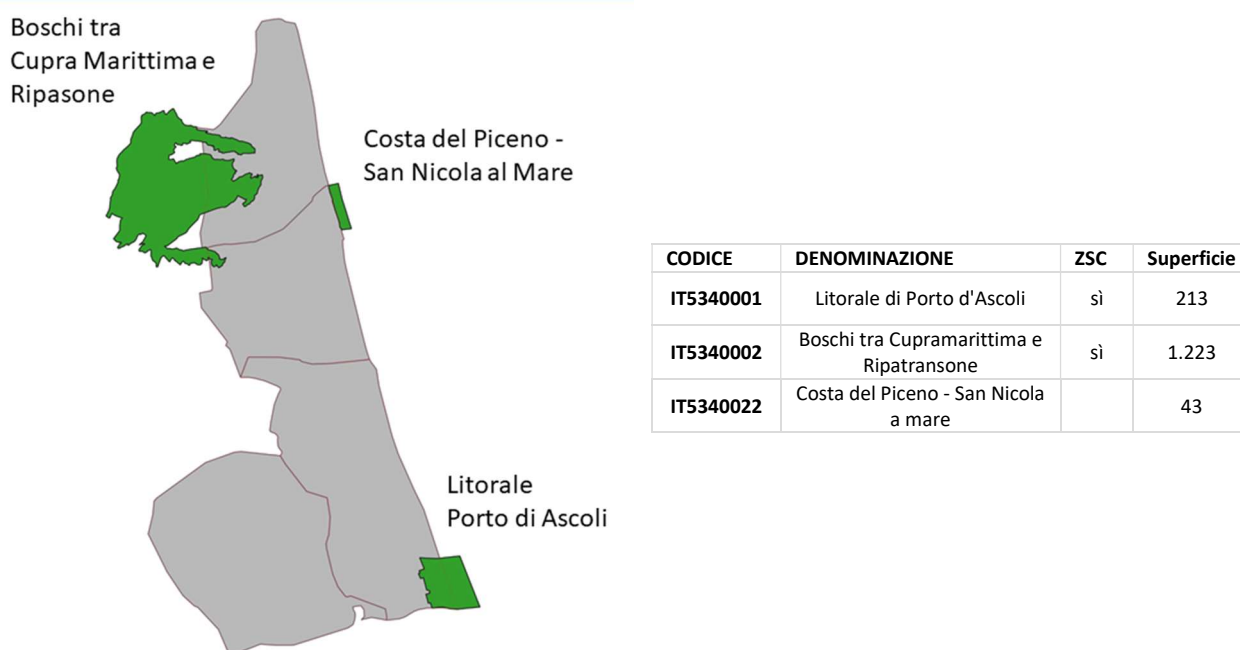 Boschi tra
Cupra Marittima e
Ripasone
Costa del Piceno -
San Nicola al Mare
Litorale
Porto di Ascoli
CODICE DENOMINAZIONE ZSC Superficie
IT5340001 Litorale di Porto d'Ascoli sì 213
IT5340002 Boschi tra Cupramarittima e Ripatransone sì 1.223
IT5340022 Costa del Piceno - San Nicola a mare 43